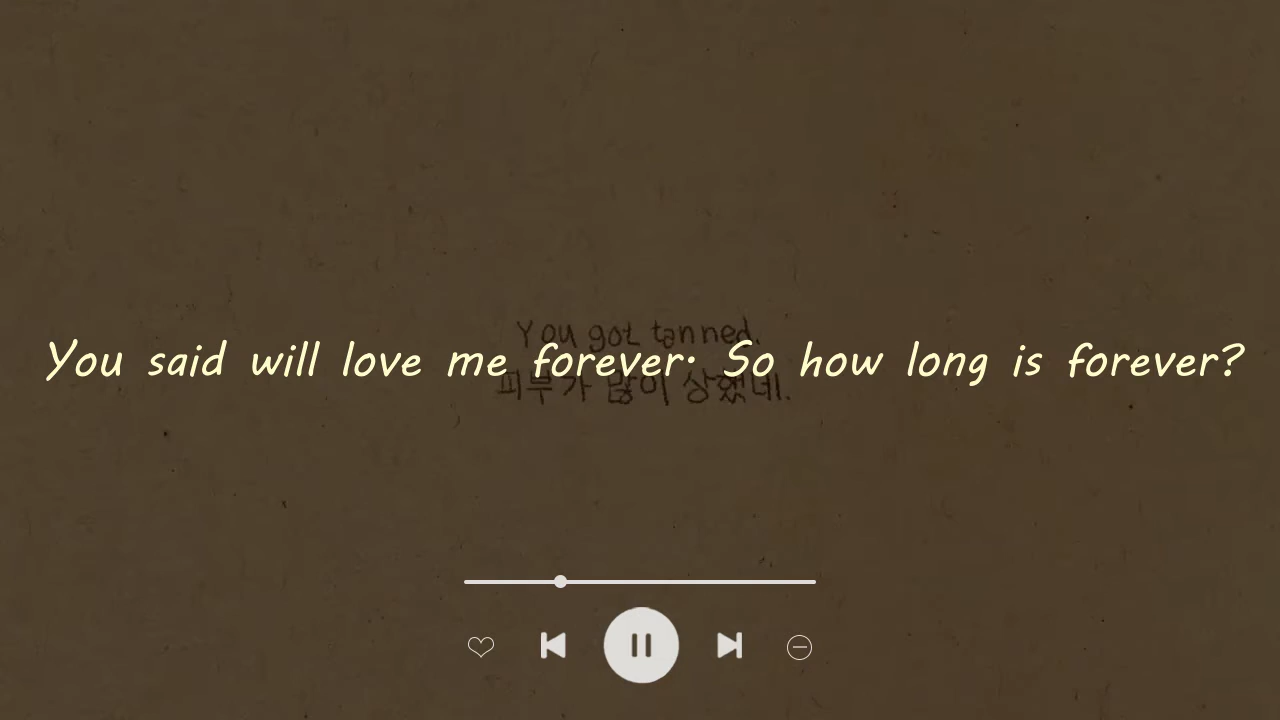 You got tanned.
You said will love me forever. So how long is forever?
피부가 많이 상했네.